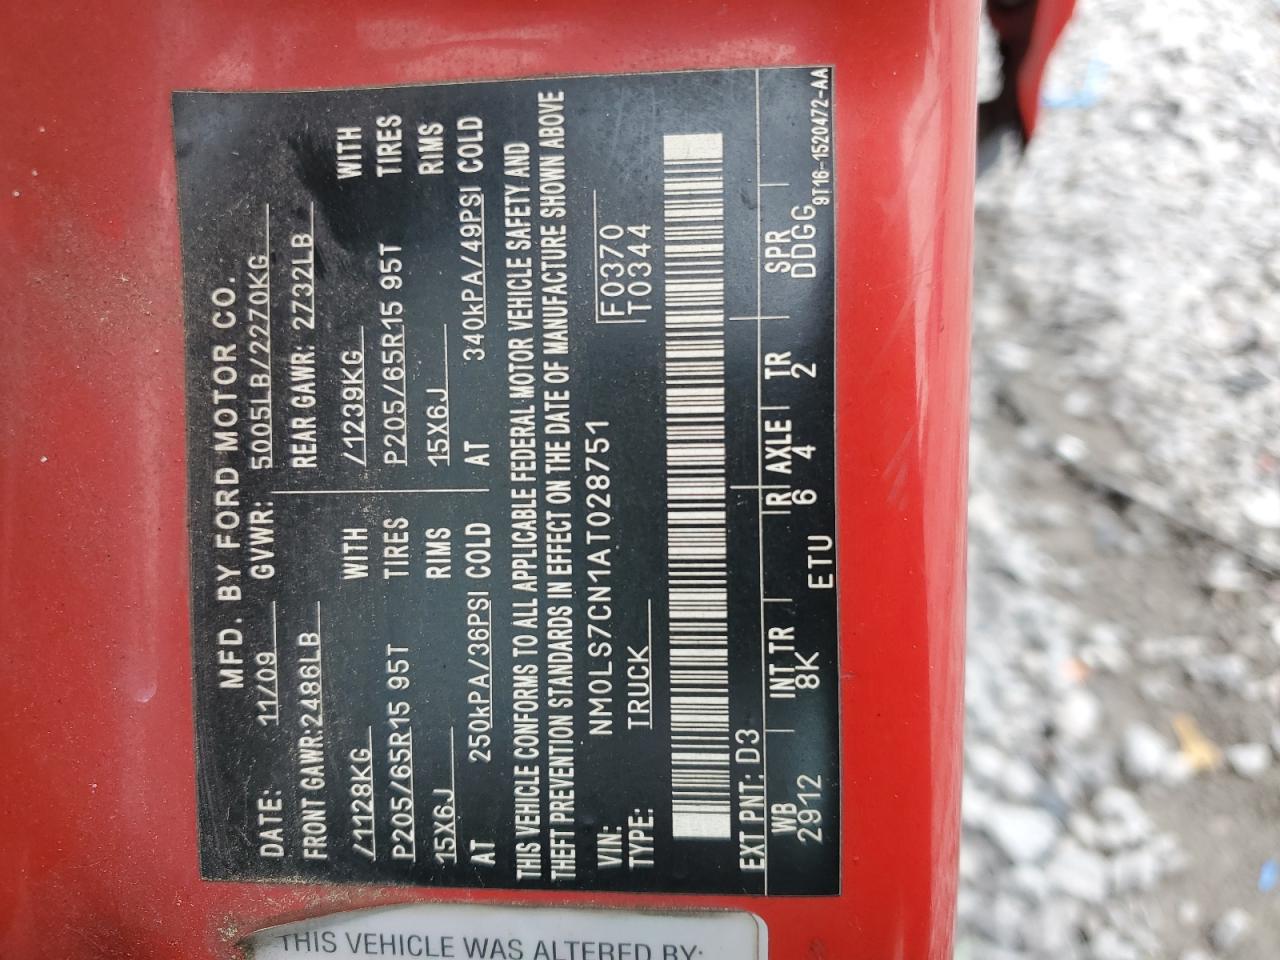 MFD. BY FORD MOTOR CO.
DATE: 11/09 GVWR: 5005LB/2270KG
FRONT GAWR:2486LB REAR GAWR: 2732LB
/1128KG WITH /1239KG WITH
P205/65R15 95T TIRES P205/65R15 95T TIRES
15X6J RIMS 15X6J RIMS
AT 250kPA/36PSI COLD AT 340kPA/49PSI COLD
THIS VEHICLE CONFORMS TO ALL APPLICABLE FEDERAL MOTOR VEHICLE SAFETY AND
THEFT PREVENTION STANDARDS IN EFFECT ON THE DATE OF MANUFACTURE SHOWN ABOVE
VIN: NM0LS7CN1AT028751 F0370
TYPE: TRUCK T0344
EXT PNT: D3
WB INT TR R AXLE TR SPR
2912 8K 6 4 2 DDGG
ETU 9T16-1520472-AA
THIS VEHICLE WAS ALTERED BY: